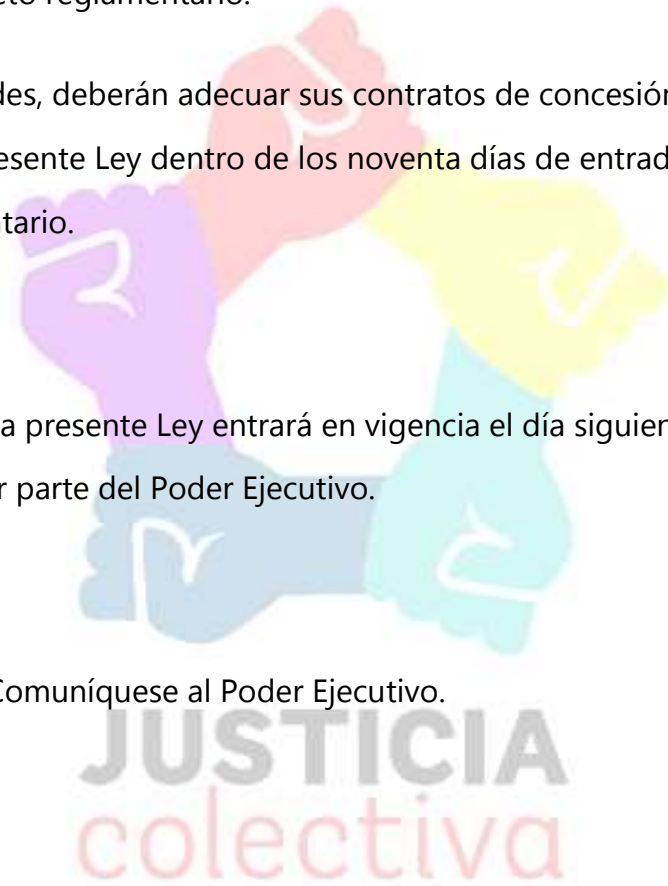 eto reglamentario.
des, deberán adecuar sus contratos de concesión
esente Ley dentro de los noventa días de entrad
tario.
a presente Ley entrará en vigencia el día siguien
r parte del Poder Ejecutivo.
Comuníquese al Poder Ejecutivo.
JUSTICIA
colectiva